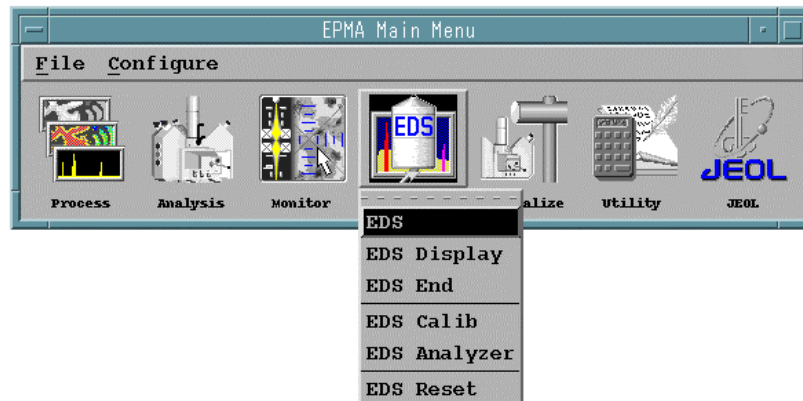 EPMA Main Menu
File Configure
EDS
JEOL
Process Analysis Monitor alize Utility JEOL
EDS
EDS Display
EDS End
EDS Calib
EDS Analyzer
EDS Reset